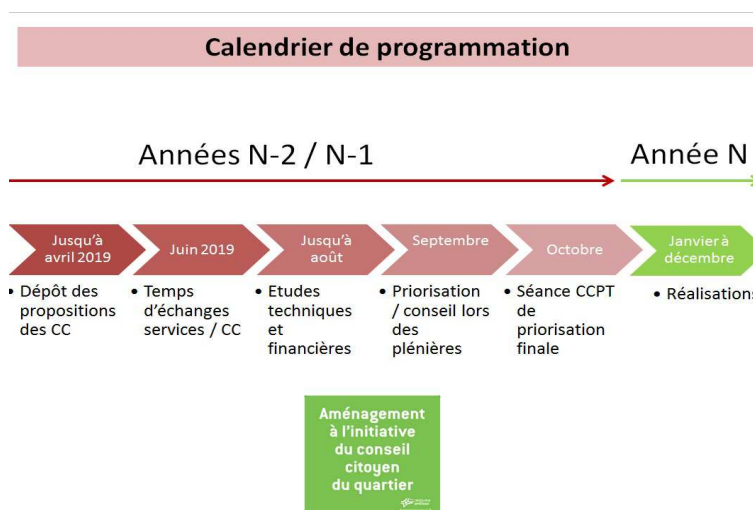 Calendrier de programmation
Années N-2 / N-1
Année N
Jusqu'à
avril 2019
Juin 2019
Jusqu'à
août
Septembre
Octobre
Janvier à
décembre
• Dépôt des
propositions
des CC
• Temps
d'échanges
services / CC
• Etudes
techniques
et
financières
• Priorisation
/ conseil lors
des
plénières
• Séance CCPT
de
priorisation
finale
• Réalisations
Aménagement
à l'initiative
du conseil
citoyen
du quartier